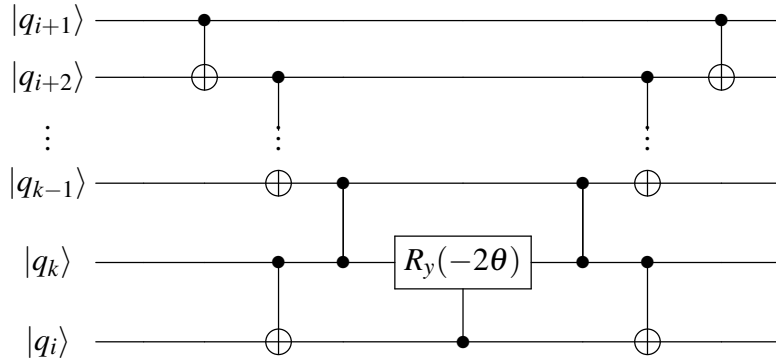 |q_{i+1}⟩
|q_{i+2}⟩
⋮
|q_{k−1}⟩
|q_k⟩ R_y(−2θ)
|q_i⟩